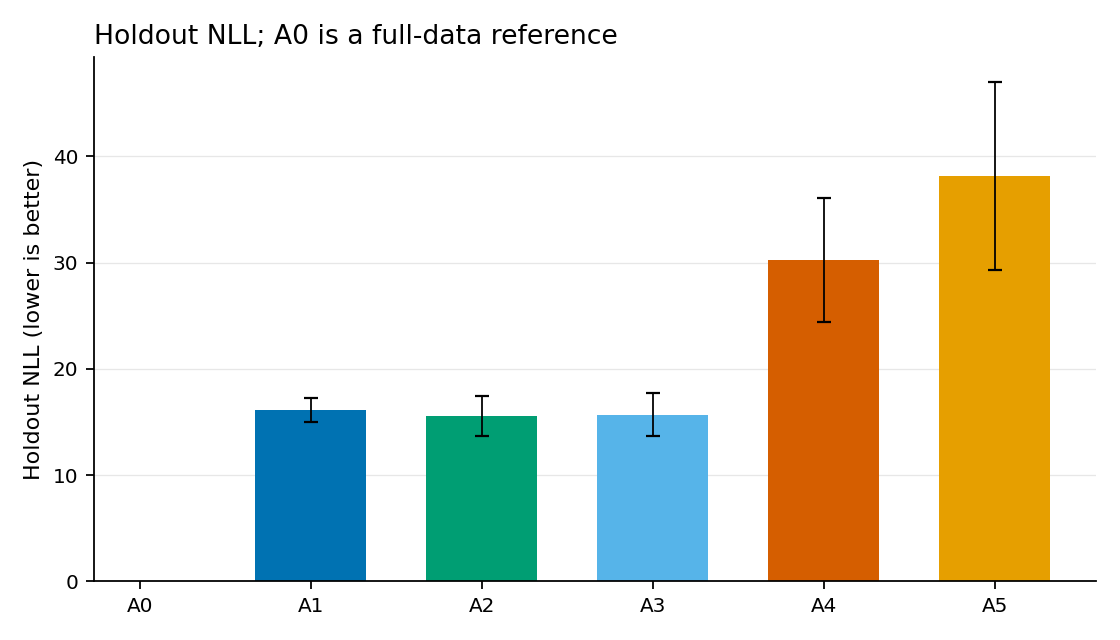 Holdout NLL; A0 is a full-data reference
Holdout NLL (lower is better)
40
30
20
10
0
A0 A1 A2 A3 A4 A5